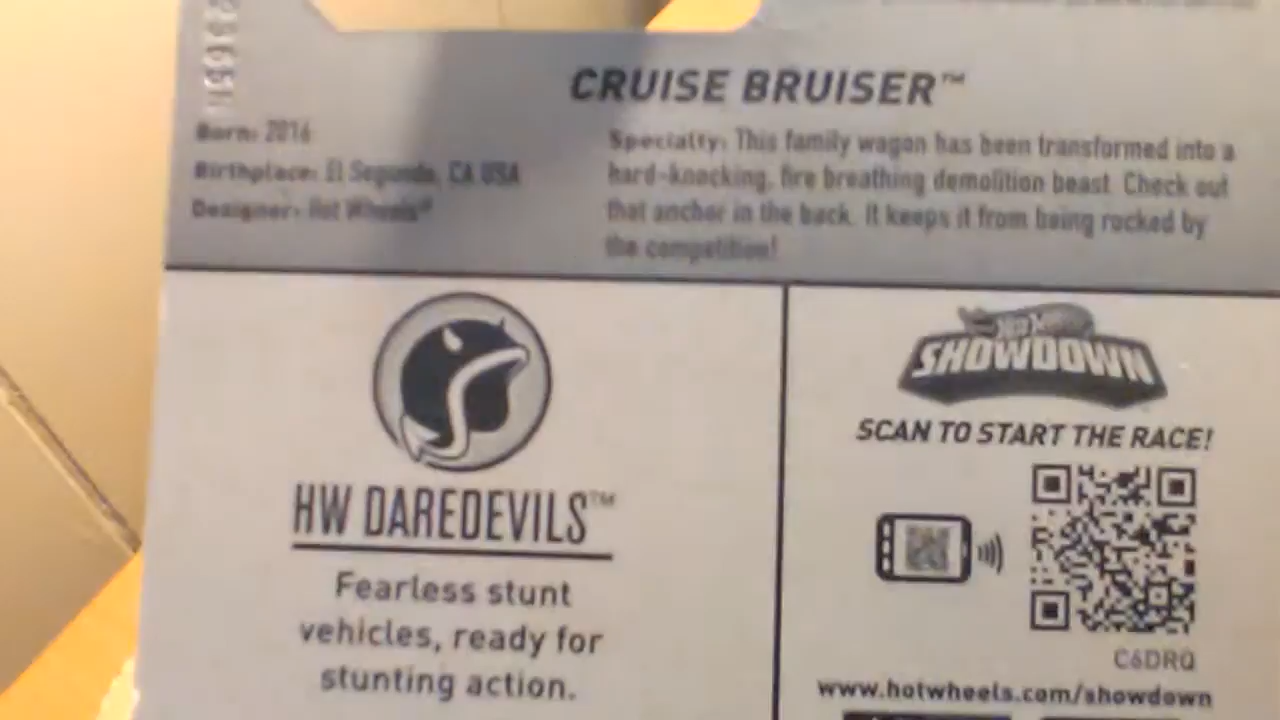 CRUISE BRUISER™
Born: 2016
Birthplace: El Segundo, CA USA
Designer: Hot Wheels®
Specialty: This family wagon has been transformed into a
hard-knocking, fire breathing demolition beast. Check out
that anchor in the back. It keeps it from being rocked by
the competition!
HW DAREDEVILS™
Fearless stunt
vehicles, ready for
stunting action.
Hot Wheels
SHOWDOWN
SCAN TO START THE RACE!
C6DRQ
www.hotwheels.com/showdown